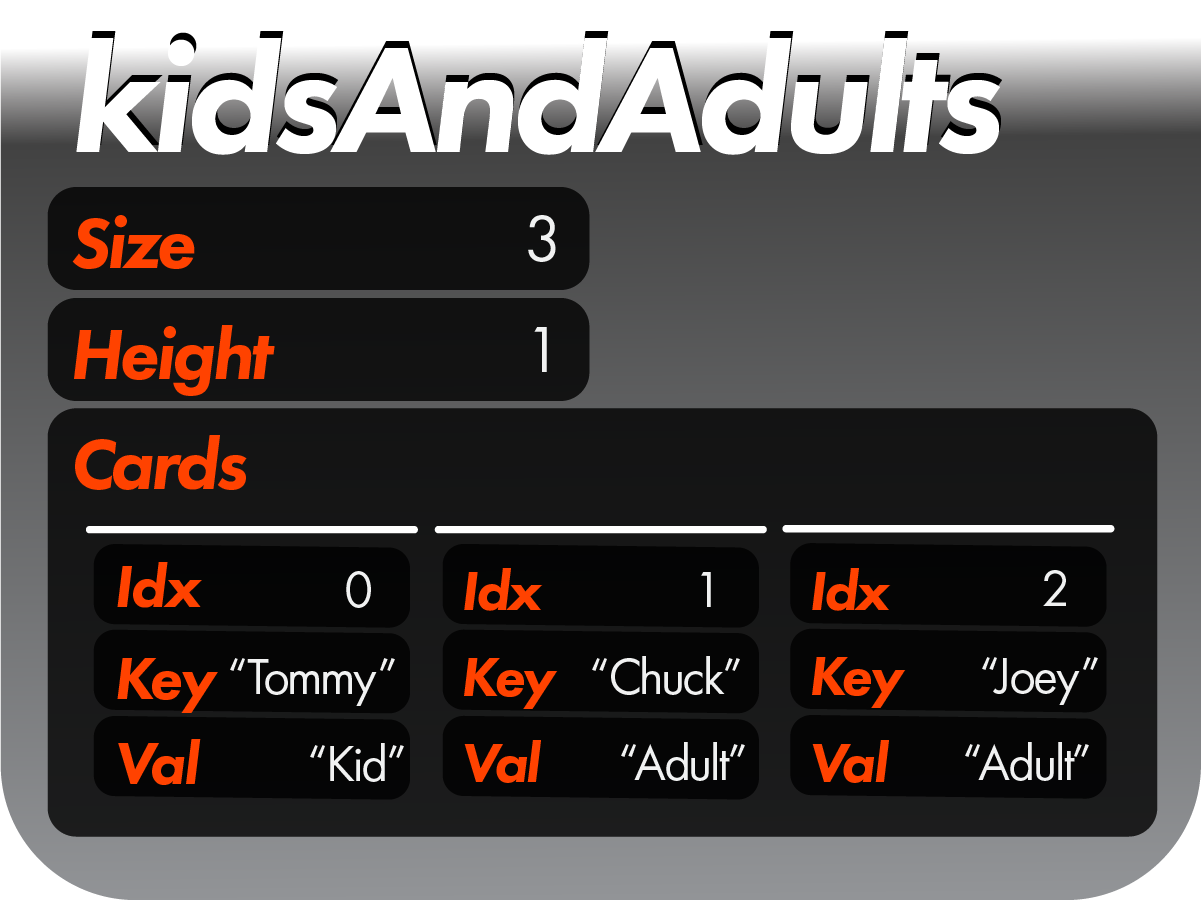 kidsAndAdults
Size 3
Height 1
Cards
Idx 0 Idx 1 Idx 2
Key “Tommy” Key “Chuck” Key “Joey”
Val “Kid” Val “Adult” Val “Adult”